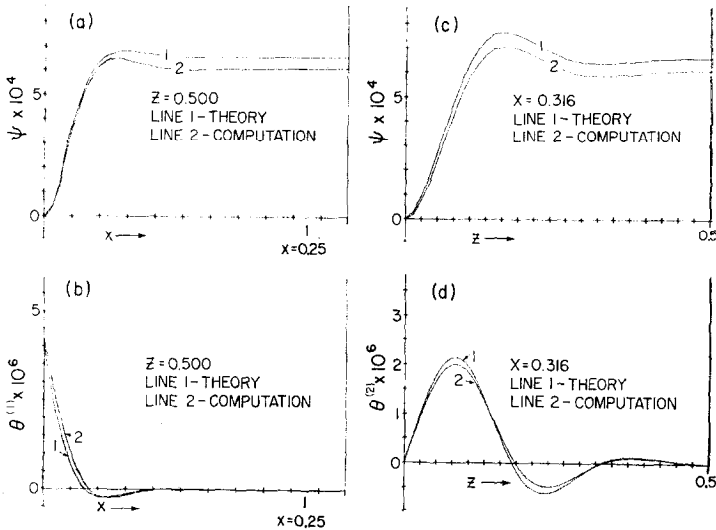 (a)
ψ x 10⁴
5
0
Z = 0.500
LINE 1 - THEORY
LINE 2 - COMPUTATION
1
2
X →
1
X=0.25
(c)
ψ x 10⁴
5
0
X = 0.316
LINE 1 - THEORY
LINE 2 - COMPUTATION
1
2
Z →
0.5
(b)
θ⁽¹⁾ x 10⁶
5
0
Z = 0.500
LINE 1 - THEORY
LINE 2 - COMPUTATION
2
1
X →
1
X=0.25
(d)
θ⁽²⁾ x 10⁶
3
2
1
0
X = 0.316
LINE 1 - THEORY
LINE 2 - COMPUTATION
1
2
Z →
0.5